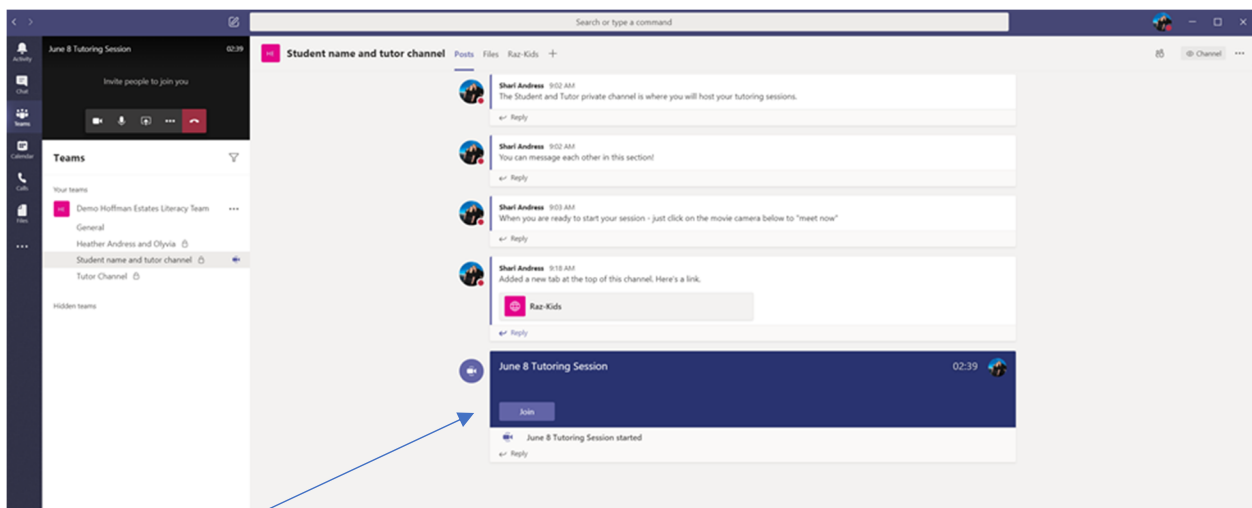 Search or type a command
Activity
Chat
Teams
Calendar
Calls
Files
June 8 Tutoring Session 02:39
Invite people to join you
Teams
Your teams
HE Demo Hoffman Estates Literacy Team
General
Heather Andress and Olyvia
Student name and tutor channel
Tutor Channel
Hidden teams
HE Student name and tutor channel Posts Files Raz-Kids
Channel
Shari Andress 9:02 AM
The Student and Tutor private channel is where you will host your tutoring sessions.
Reply
Shari Andress 9:02 AM
You can message each other in this section!
Reply
Shari Andress 9:03 AM
When you are ready to start your session - just click on the movie camera below to "meet now"
Reply
Shari Andress 9:18 AM
Added a new tab at the top of this channel. Here's a link.
Raz-Kids
Reply
June 8 Tutoring Session 02:39
Join
June 8 Tutoring Session started
Reply